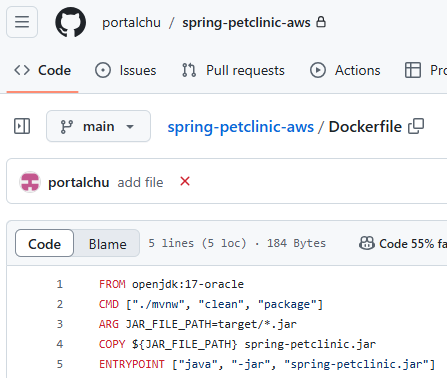 portalchu / spring-petclinic-aws
<> Code Issues Pull requests Actions Pro
main spring-petclinic-aws / Dockerfile
portalchu add file
Code Blame 5 lines (5 loc) · 184 Bytes Code 55% fa
1 FROM openjdk:17-oracle
2 CMD ["./mvnw", "clean", "package"]
3 ARG JAR_FILE_PATH=target/*.jar
4 COPY ${JAR_FILE_PATH} spring-petclinic.jar
5 ENTRYPOINT ["java", "-jar", "spring-petclinic.jar"]